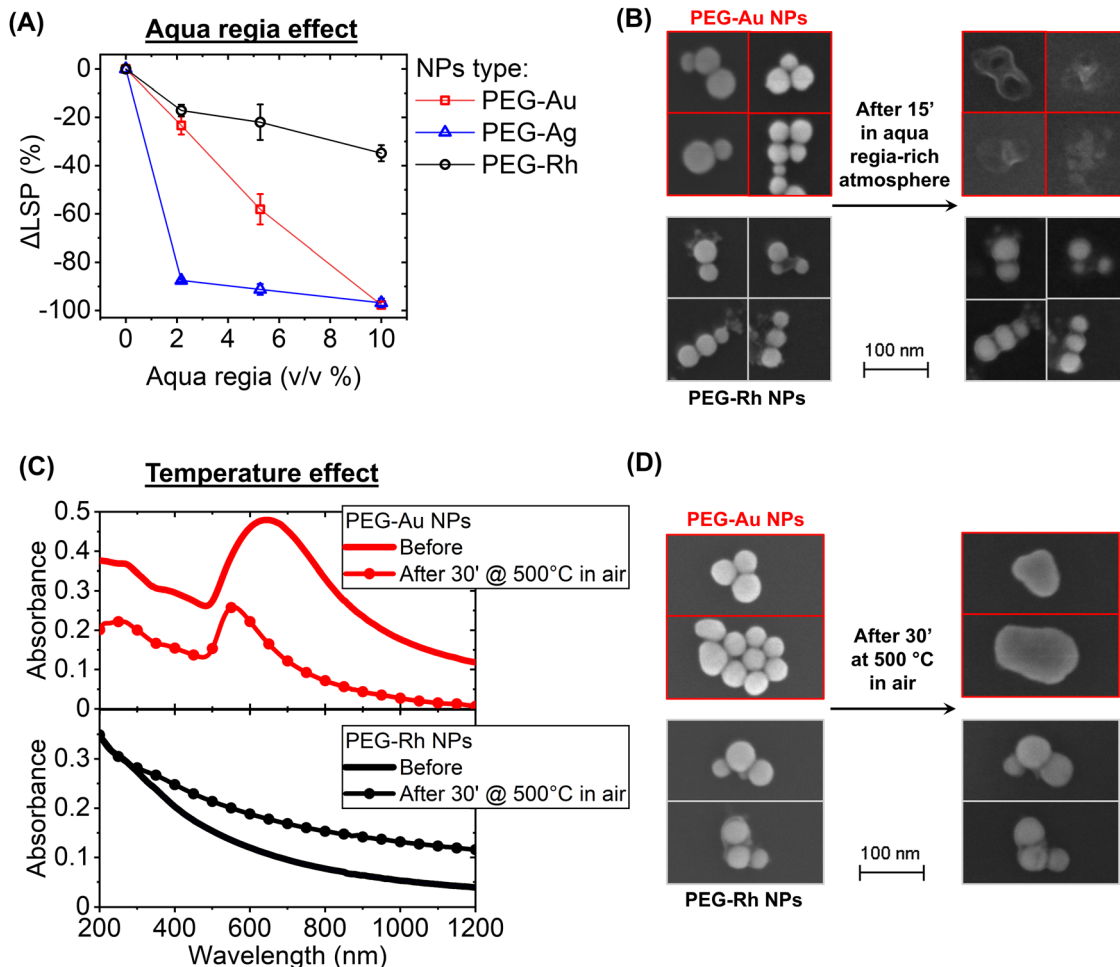 (A)
Aqua regia effect
0
-20
-40
-60
-80
-100
ΔLSP (%)
0
2
4
6
8
10
Aqua regia (v/v %)
NPs type:
PEG-Au
PEG-Ag
PEG-Rh
(B)
PEG-Au NPs
After 15'
in aqua
regia-rich
atmosphere
100 nm
PEG-Rh NPs
(C)
Temperature effect
0.5
0.4
0.3
0.2
0.1
0
Absorbance
PEG-Au NPs
Before
After 30' @ 500°C in air
0.3
0.2
0.1
0
Absorbance
PEG-Rh NPs
Before
After 30' @ 500°C in air
200
400
600
800
1000
1200
Wavelength (nm)
(D)
PEG-Au NPs
After 30'
at 500 °C
in air
100 nm
PEG-Rh NPs